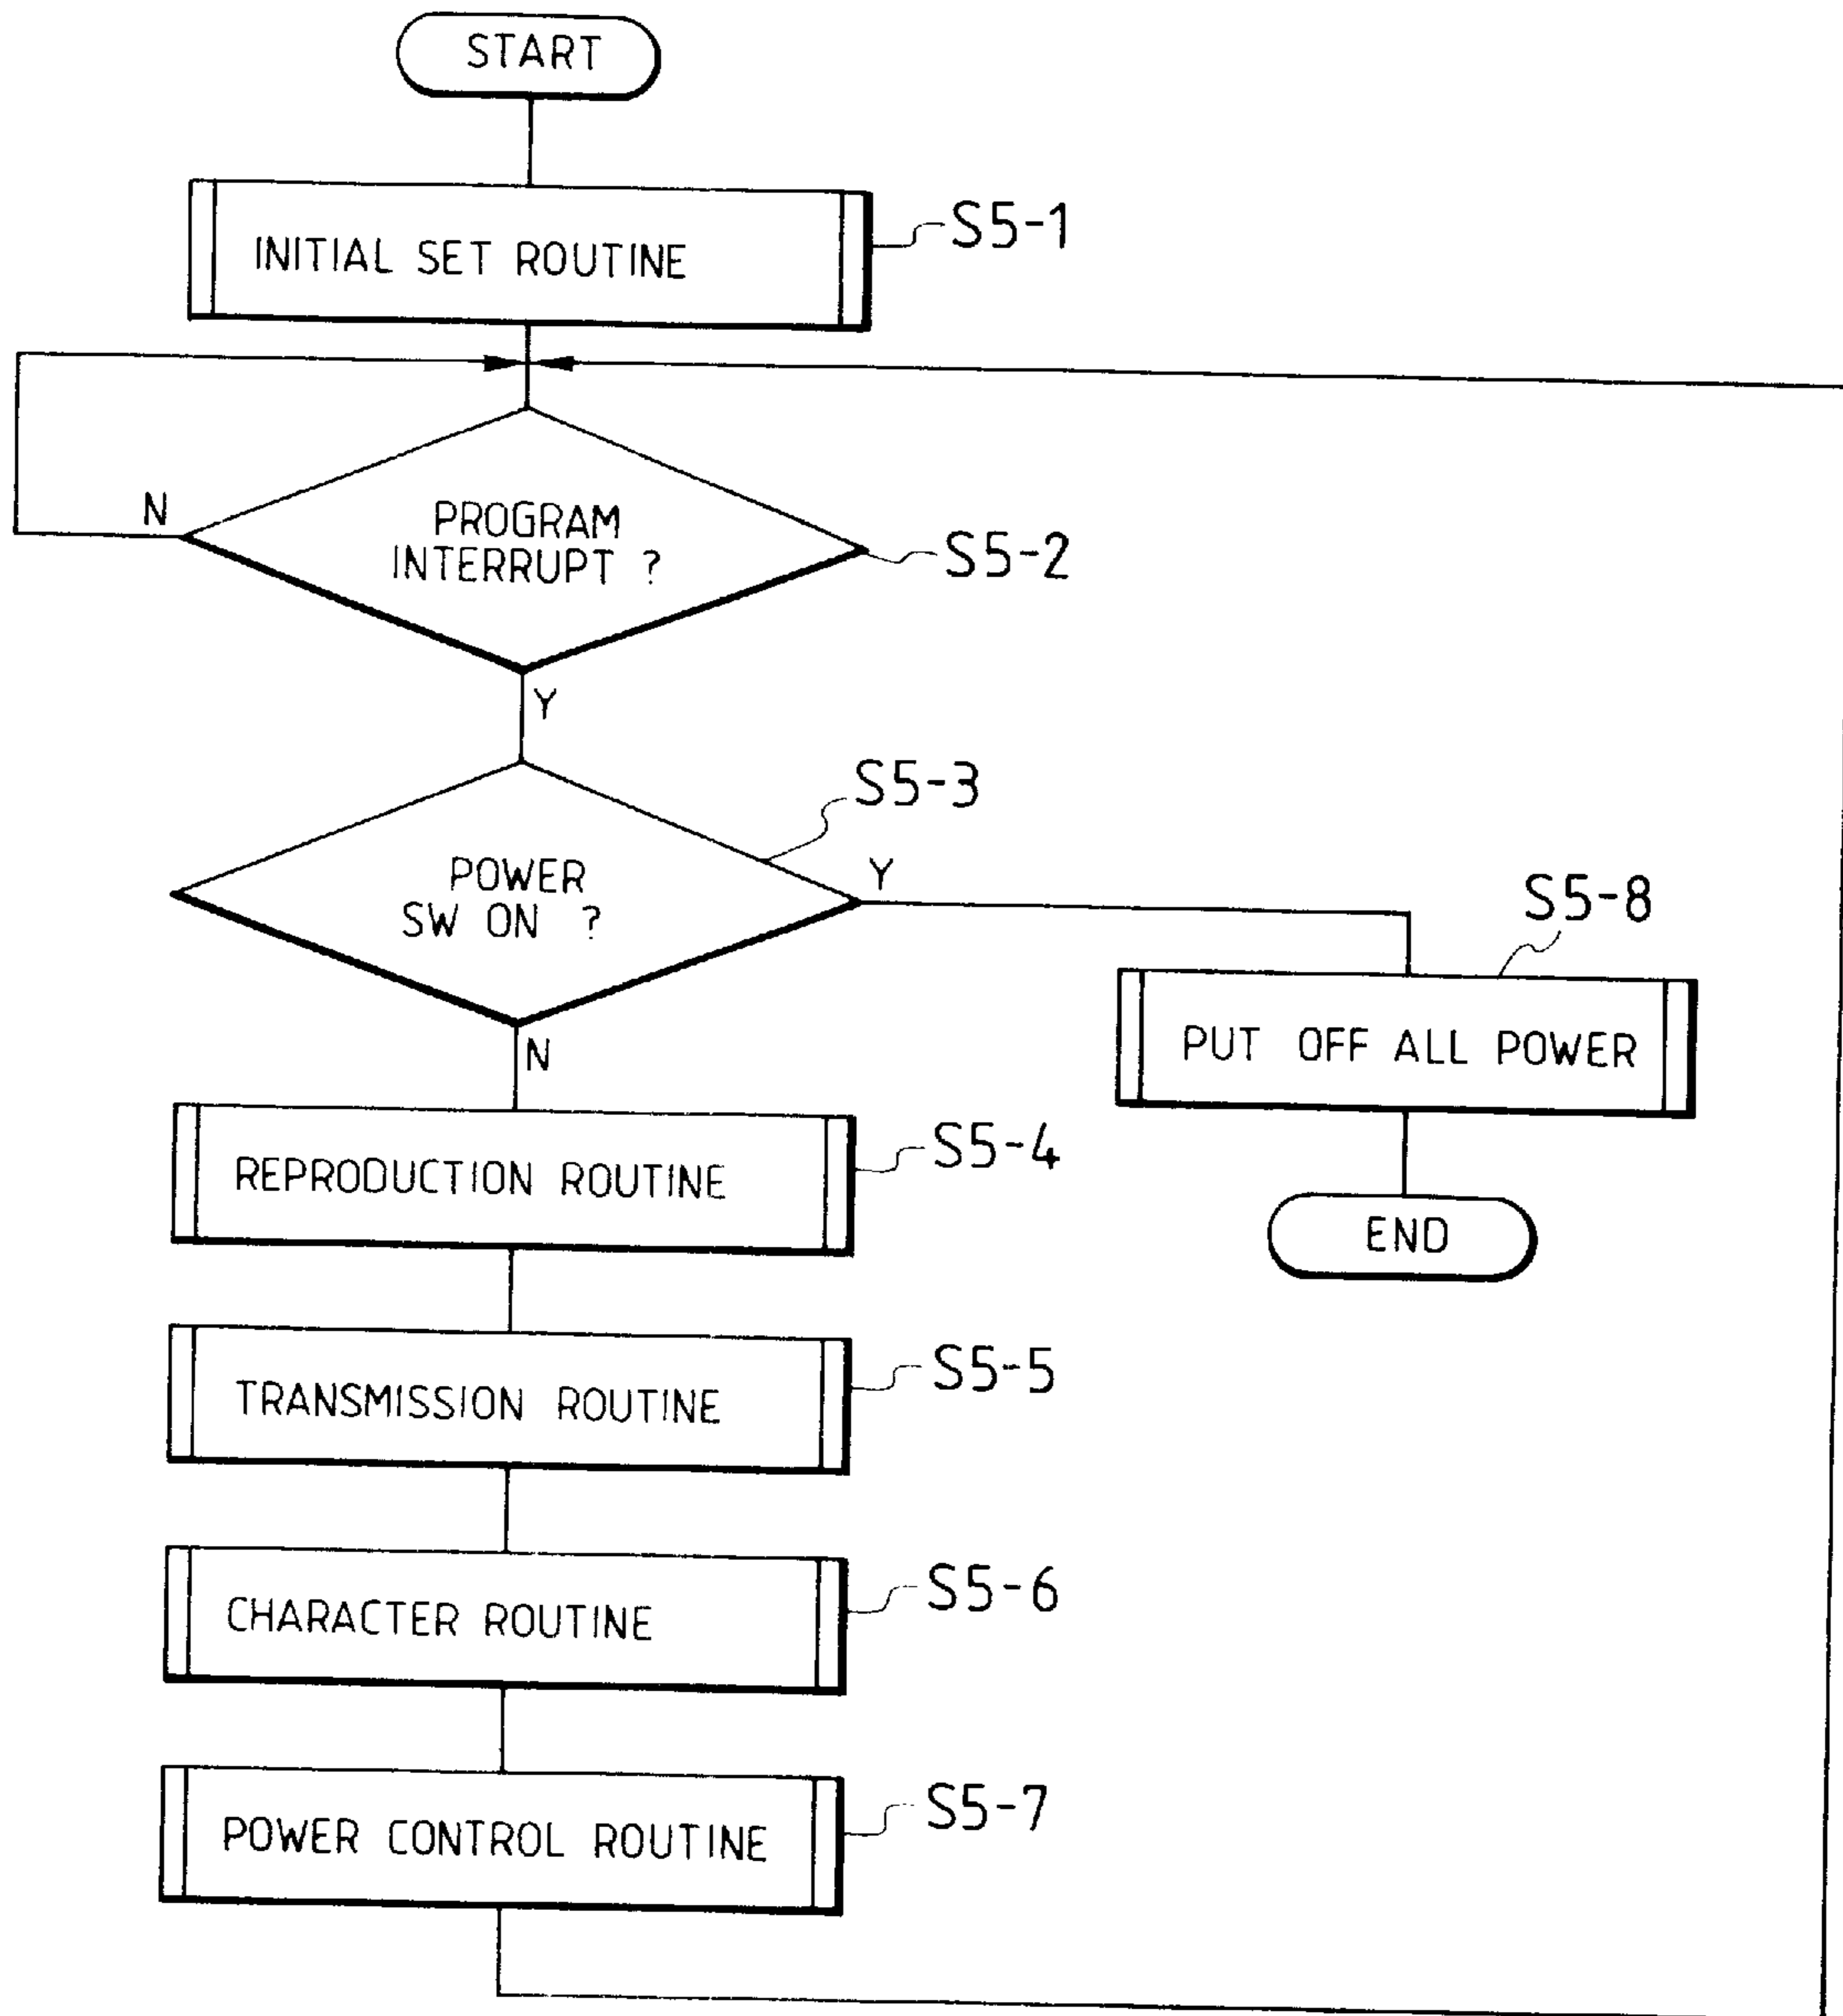 START
INITIAL SET ROUTINE
S5-1
N
PROGRAM
INTERRUPT ?
S5-2
Y
S5-3
POWER
SW ON ?
Y
S5-8
N
PUT OFF ALL POWER
REPRODUCTION ROUTINE
S5-4
END
TRANSMISSION ROUTINE
S5-5
CHARACTER ROUTINE
S5-6
POWER CONTROL ROUTINE
S5-7